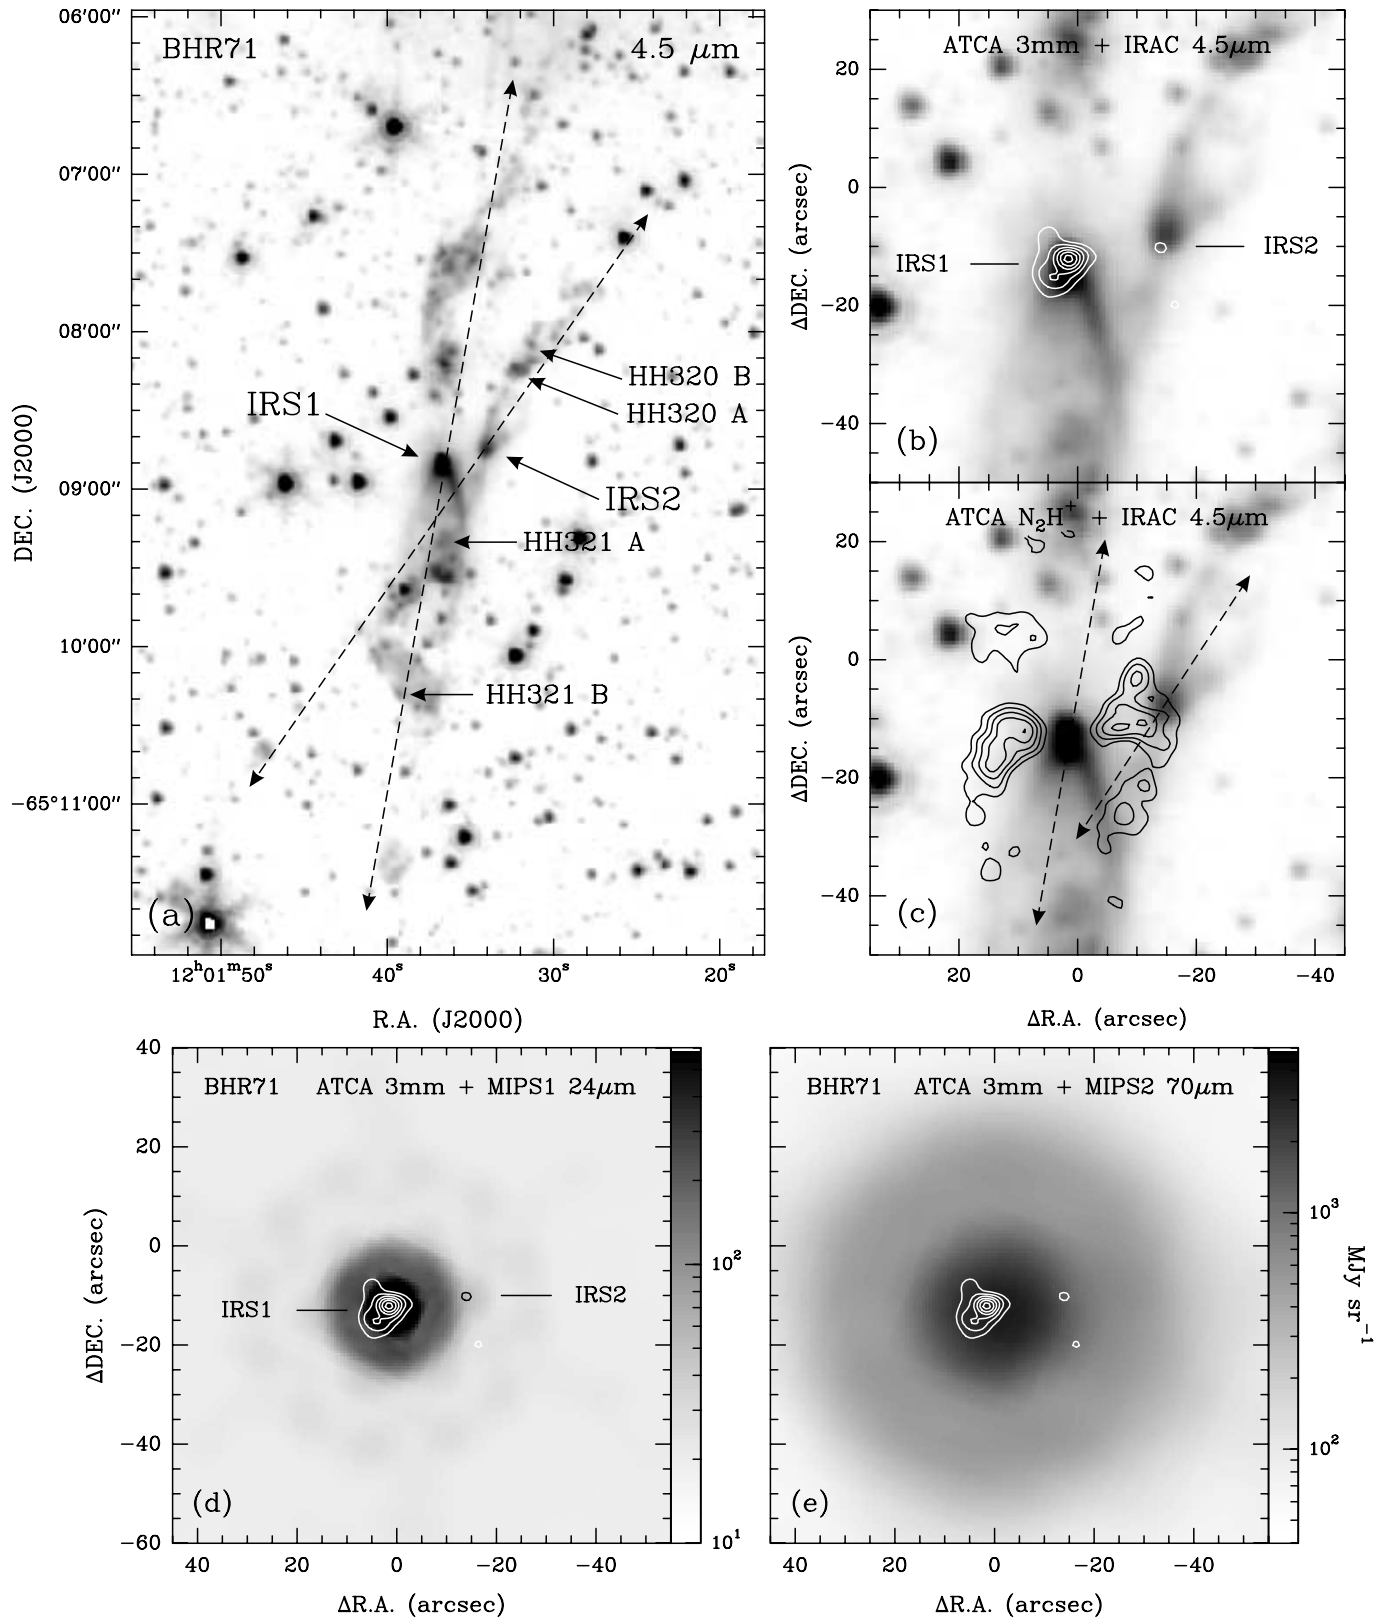 BHR71 4.5 μm
06′00″
07′00″
08′00″
09′00″
10′00″
−65°11′00″
DEC. (J2000)
IRS1
IRS2
HH320 B
HH320 A
HH321 A
HH321 B
(a)
12ʰ01ᵐ50ˢ 40ˢ 30ˢ 20ˢ
R.A. (J2000)
ATCA 3mm + IRAC 4.5μm
20
0
−20
−40
ΔDEC. (arcsec)
IRS1
IRS2
(b)
ATCA N₂H⁺ + IRAC 4.5μm
20
0
−20
−40
ΔDEC. (arcsec)
(c)
20 0 −20 −40
ΔR.A. (arcsec)
BHR71 ATCA 3mm + MIPS1 24μm
40
20
0
−20
−40
−60
ΔDEC. (arcsec)
IRS1
IRS2
(d)
10²
10¹
40 20 0 −20 −40
ΔR.A. (arcsec)
BHR71 ATCA 3mm + MIPS2 70μm
(e)
10³
10²
MJy sr⁻¹
40 20 0 −20 −40
ΔR.A. (arcsec)